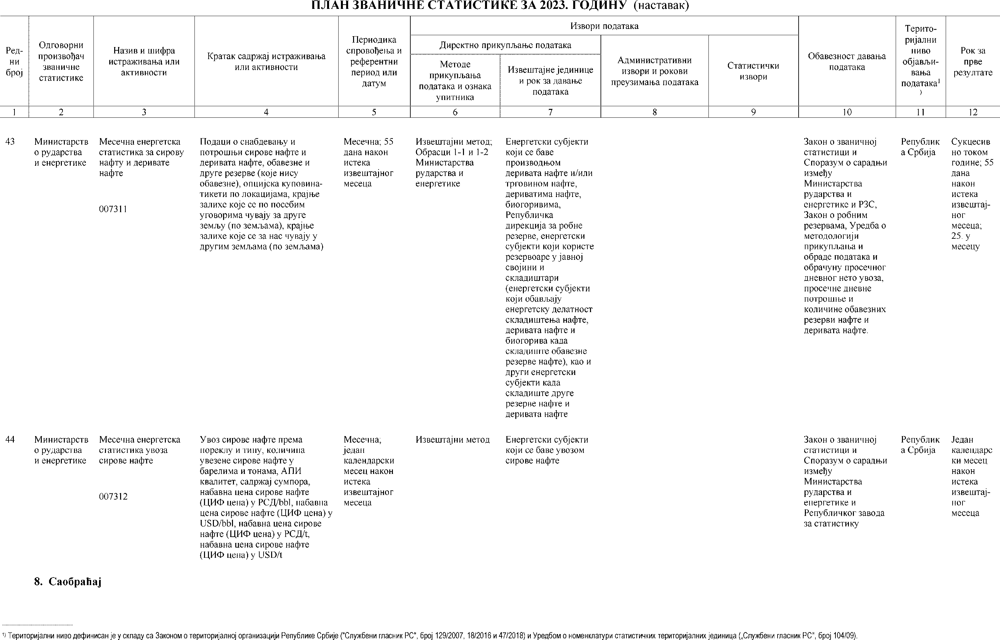 ПЛАН ЗВАНИЧНЕ СТАТИСТИКЕ ЗА 2023. ГОДИНУ (наставак)
Ред-
ни
број
Одговорни
произвођач
званичне
статистике
Назив и шифра
истраживања или
активности
Кратак садржај истраживања
или активности
Периодика
спровођења и
референтни
период или
датум
Извори података
Директно прикупљање података
Методе
прикупљања
података и ознака
упитника
Извештајне јединице
и рок за давање
података
Административни
извори и рокови
преузимања података
Статистички
извори
Обавезност давања
података
Терито-
ријални
ниво
објављи-
вања
података¹
⁾
Рок за
прве
резултате
1 2 3 4 5 6 7 8 9 10 11 12
43
Министарств
о рударства
и енергетике
Месечна енергетска
статистика за сирову
нафту и деривате
нафте
007311
Подаци о снабдевању и
потрошњи сирове нафте и
деривата нафте, обавезне и
друге резерве (које нису
обавезне), опцијска куповина-
тикети по локацијама, крајње
залихе које се по посебим
уговорима чувају за друге
земљу (по земљама), крајње
залихе које се за нас чувају у
другим земљама (по земљама)
Месечна; 55
дана након
истека
извештајног
месеца
Извештајни метод;
Обрасци 1-1 и 1-2
Министарства
рударства и
енергетике
Енергетски субјекти
који се баве
производњом
деривата нафте и/или
трговином нафте,
дериватима нафте,
биогоривима,
Републичка
дирекција за робне
резерве, енергетски
субјекти који користе
резервоаре у јавној
својини и
складиштари
(енергетски субјекти
који обављају
енергетску делатност
складиштења нафте,
деривата нафте и
биогорива када
складиште обавезне
резерве нафте), као и
други енергетски
субјекти када
складиште друге
резерве нафте и
деривата нафте
Закон о званичној
статистици и
Споразум о сарадњи
између
Министарства
рударства и
енергетике и РЗС,
Закон о робним
резервама, Уредба о
методологији
прикупљања и
обраде података и
обрачуну просечног
дневног нето увоза,
просечне дневне
потрошње и
количине обавезних
резерви нафте и
деривата нафте.
Републик
а Србија
Сукцесив
но током
године; 55
дана
након
истека
извештај-
ног
месеца;
25. у
месецу
44
Министарств
о рударства
и енергетике
Месечна енергетска
статистика увоза
сирове нафте
007312
Увоз сирове нафте према
пореклу и типу, количина
увезене сирове нафте у
барелима и тонама, АПИ
квалитет, садржај сумпора,
набавна цена сирове нафте
(ЦИФ цена) у РСД/bbl, набавна
цена сирове нафте (ЦИФ цена) у
USD/bbl, набавна цена сирове
нафте (ЦИФ цена) у РСД/t,
набавна цена сирове нафте
(ЦИФ цена) у USD/t
Месечна;
један
календарски
месец након
истека
извештајног
месеца
Извештајни метод
Енергетски субјекти
који се баве увозом
сирове нафте
Закон о званичној
статистици и
Споразум о сарадњи
између
Министарства
рударства и
енергетике и
Републичког завода
за статистику
Републик
а Србија
Један
календарс
ки месец
након
истека
извештај-
ног
месеца
8. Саобраћај
¹⁾ Територијални ниво дефинисан је у складу са Законом о територијалној организацији Републике Србије ("Службени гласник РС", број 129/2007, 18/2016 и 47/2018) и Уредбом о номенклатури статистичких територијалних јединица („Службени гласник РС", број 104/09).